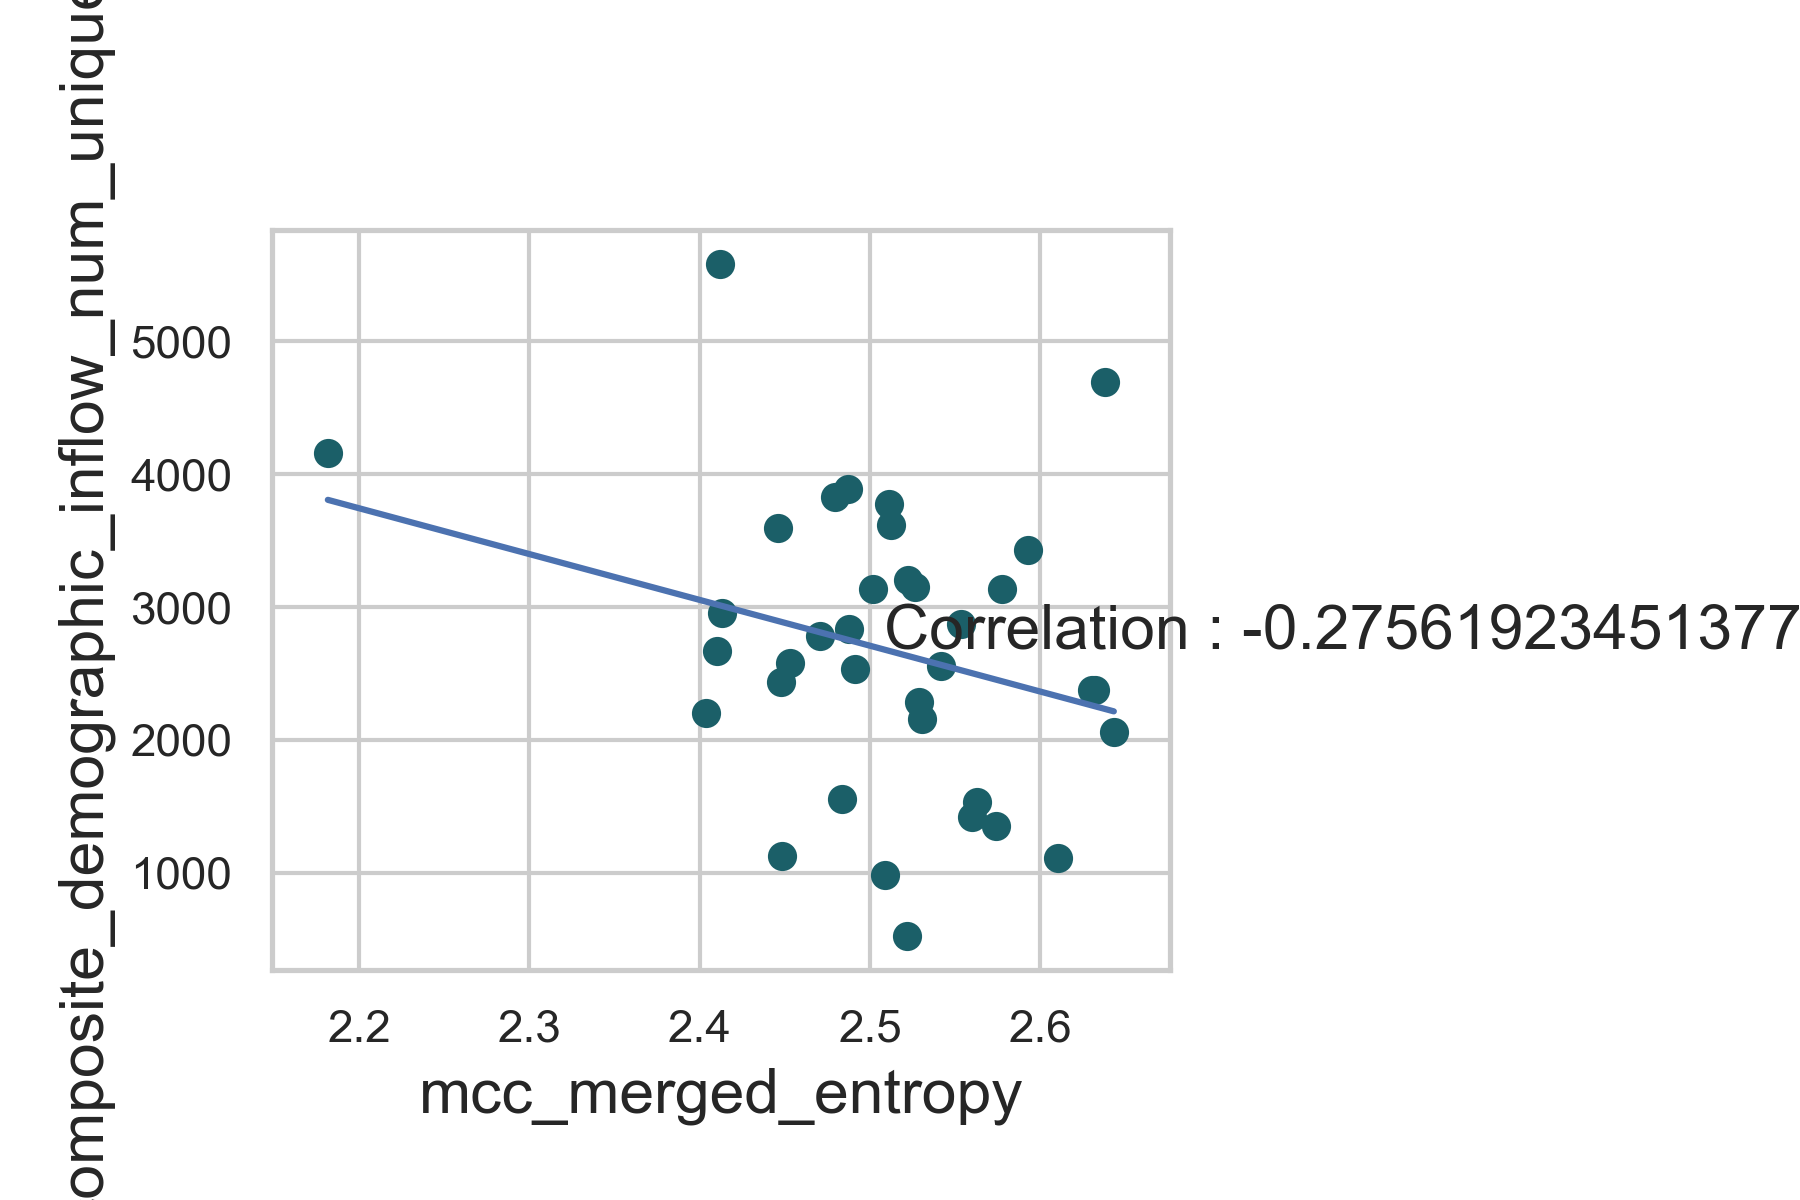 composite_demographic_inflow_num_unique
5000
4000
3000
2000
1000
Correlation : -0.27561923451377
2.2 2.3 2.4 2.5 2.6
mcc_merged_entropy